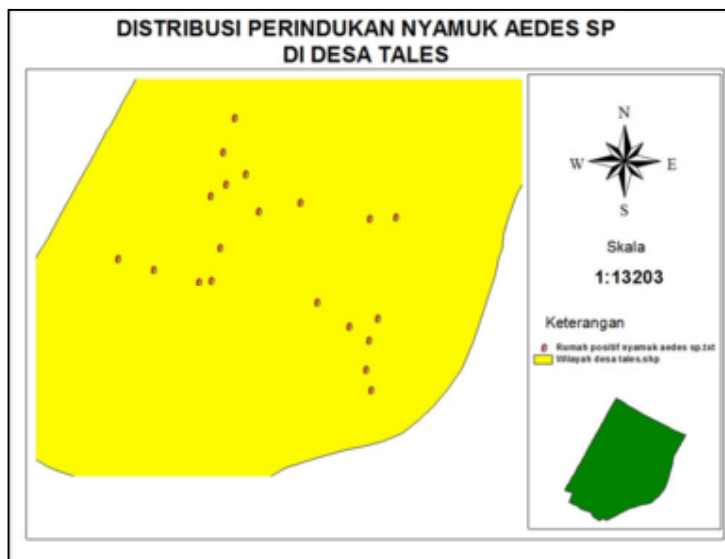 DISTRIBUSI PERINDUKAN NYAMUK AEDES SP
DI DESA TALES
N
W E
S
Skala
1:13203
Keterangan
Rumah positif nyamuk aedes sp.txt
Wilayah desa tales.shp